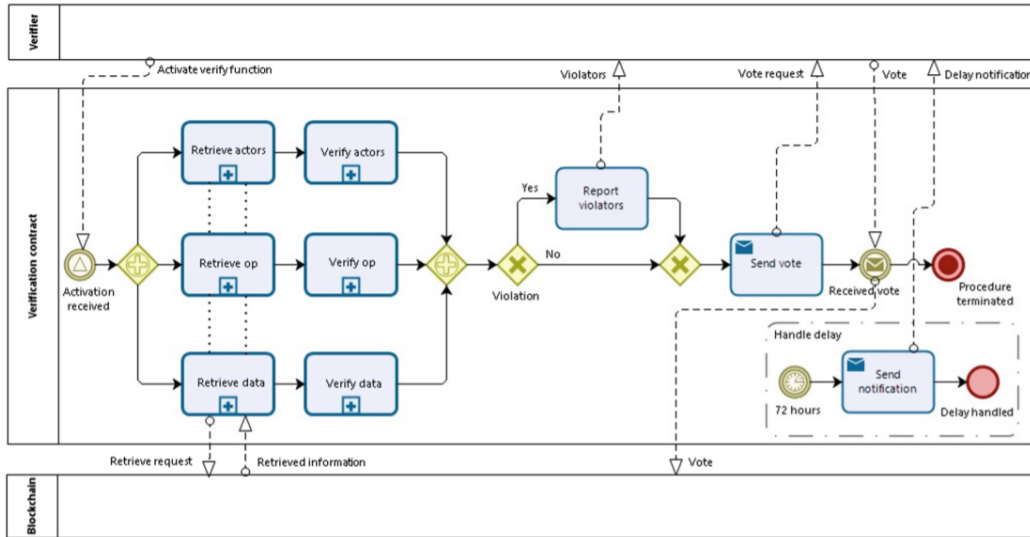 Verifier
Activate verify function
Violators
Vote request
Vote
Delay notification
Verification contract
Retrieve actors
Verify actors
Yes
Report
violators
Retrieve op
Verify op
No
Send vote
Activation
received
Violation
Received vote
Procedure
terminated
Handle delay
Retrieve data
Verify data
Send
notification
72 hours
Delay handled
Retrieve request
Retrieved information
Vote
Blockchain